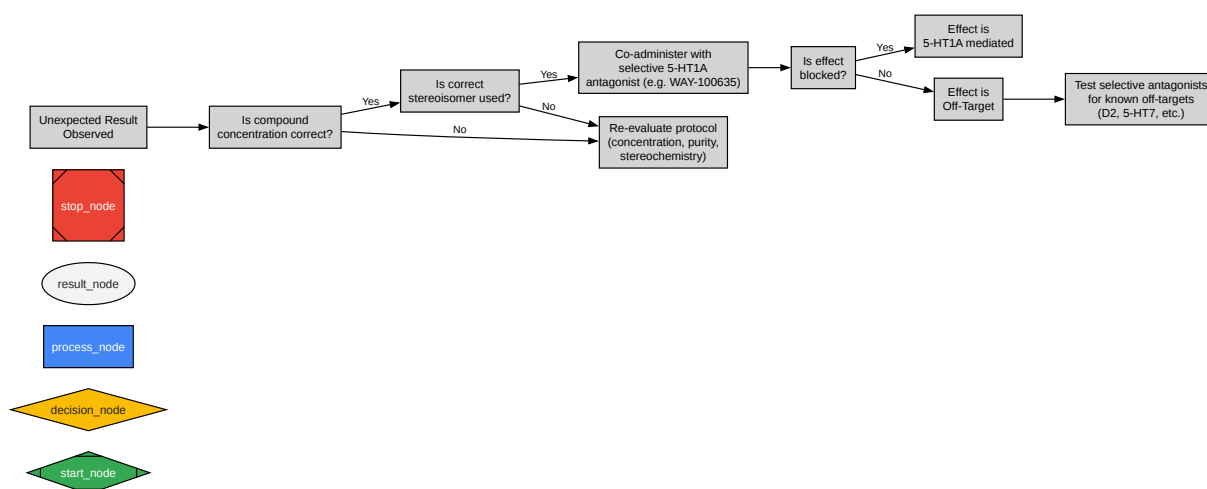 Unexpected Result
Observed
Is compound
concentration correct?
Yes
No
Is correct
stereoisomer used?
Yes
No
Re-evaluate protocol
(concentration, purity,
stereochemistry)
Co-administer with
selective 5-HT1A
antagonist (e.g. WAY-100635)
Is effect
blocked?
Yes
No
Effect is
5-HT1A mediated
Effect is
Off-Target
Test selective antagonists
for known off-targets
(D2, 5-HT7, etc.)
stop_node
result_node
process_node
decision_node
start_node